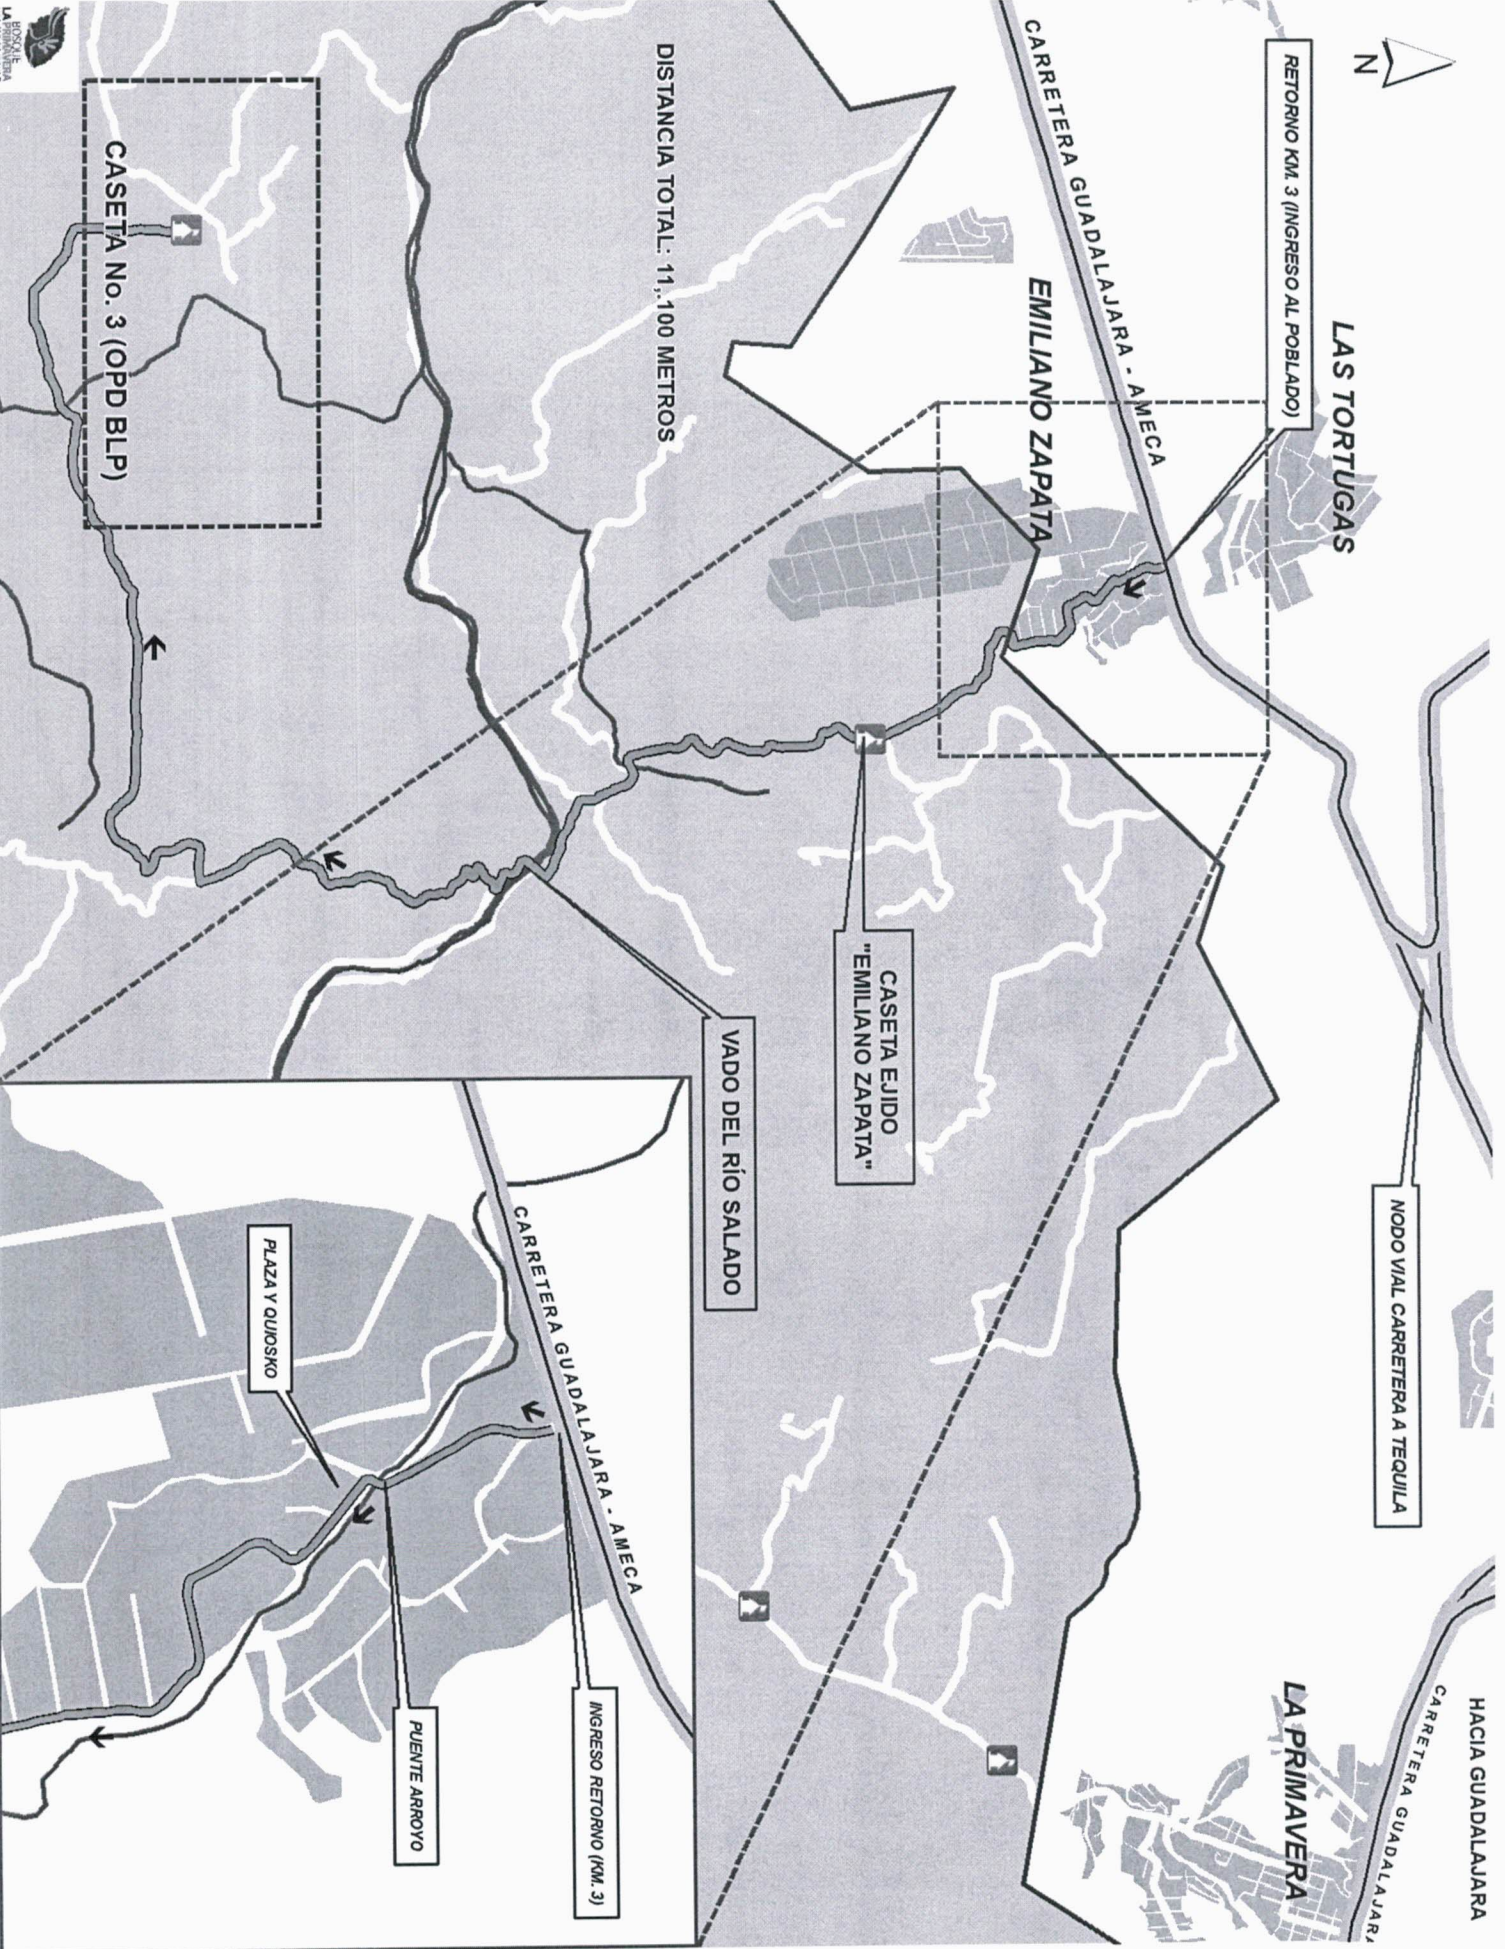 N
RETORNO KM. 3 (INGRESO AL POBLADO)
LAS TORTUGAS
NODO VIAL CARRETERA A TEQUILA
HACIA GUADALAJARA
CARRETERA GUADALAJARA
LA PRIMAVERA
CARRETERA GUADALAJARA - AMECA
EMILIANO ZAPATA
CASETA EJIDO
"EMILIANO ZAPATA"
VADO DEL RÍO SALADO
DISTANCIA TOTAL: 11,.100 METROS
CASETA No. 3 (OPD BLP)
BOSQUE
LA PRIMAVERA
CARRETERA GUADALAJARA - AMECA
INGRESO RETORNO (KM. 3)
PUENTE ARROYO
PLAZA Y QUIOSKO